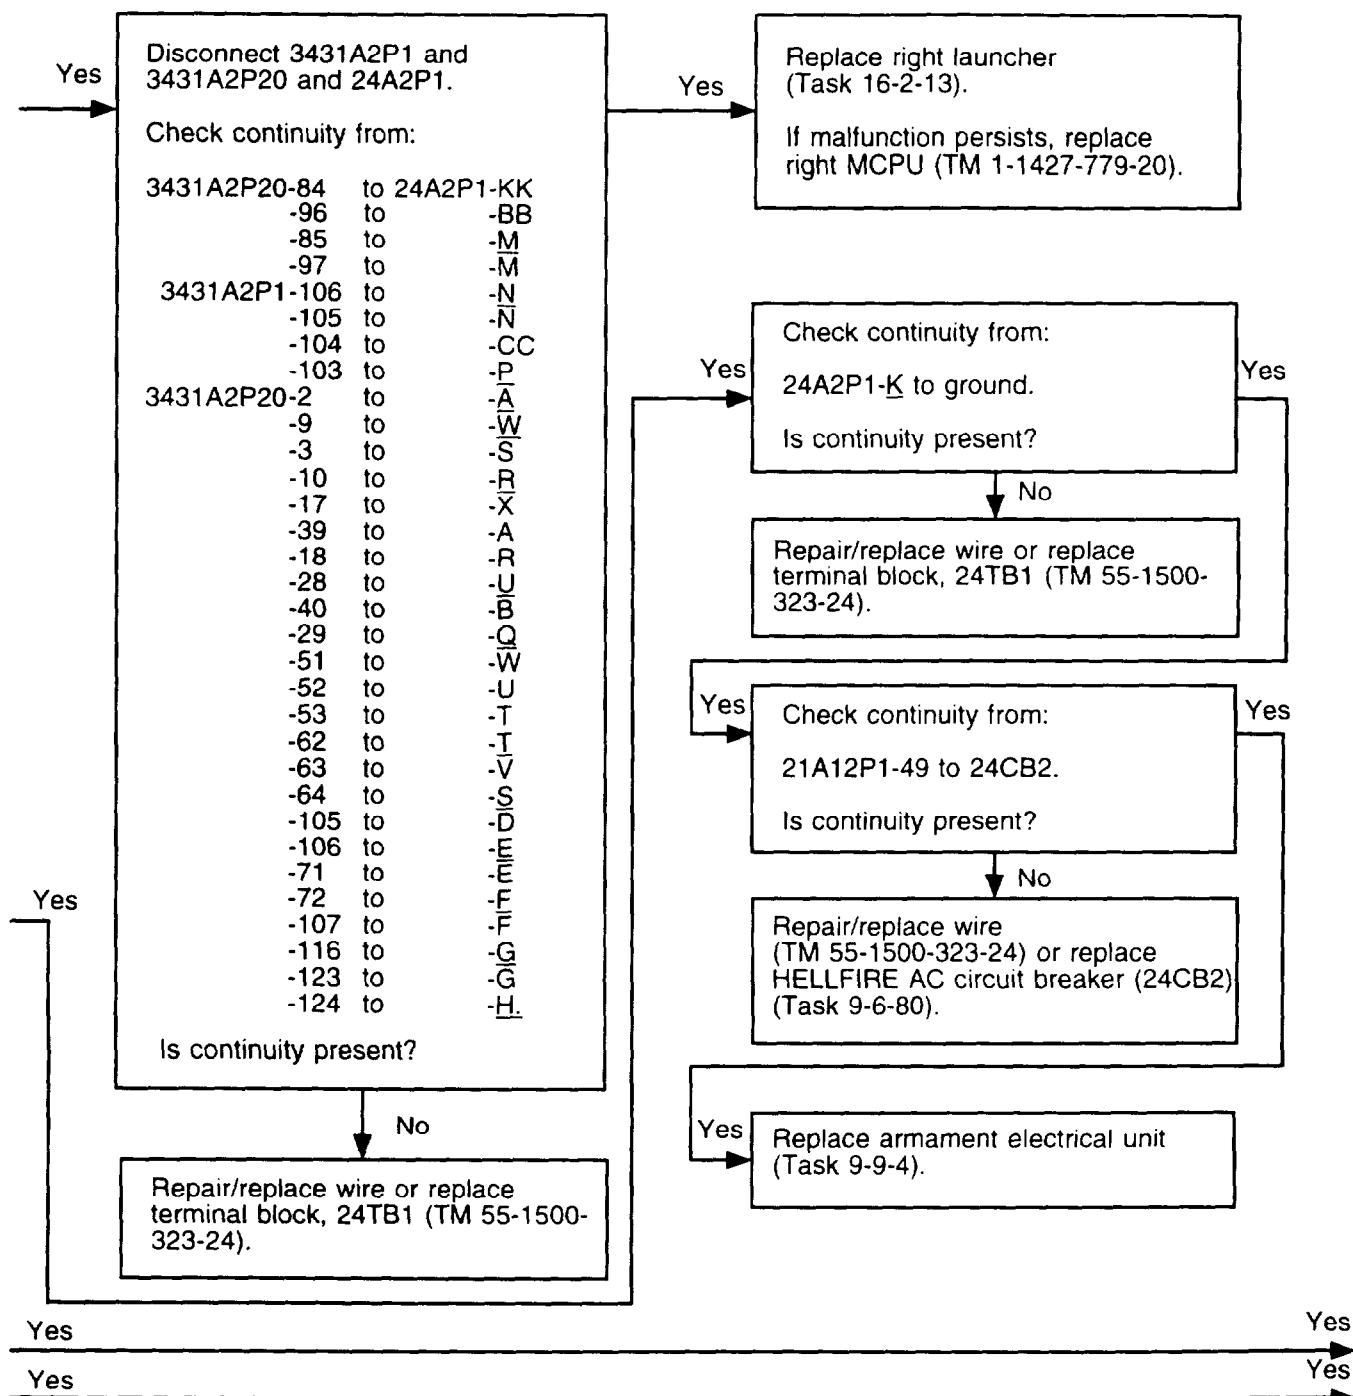 Yes
Disconnect 3431A2P1 and
3431A2P20 and 24A2P1.
Check continuity from:
3431A2P20-84 to 24A2P1-KK
-96 to -BB
-85 to -M
-97 to -M
3431A2P1-106 to -N
-105 to -N
-104 to -CC
-103 to -P
3431A2P20-2 to -A
-9 to -W
-3 to -S
-10 to -R
-17 to -X
-39 to -A
-18 to -R
-28 to -U
-40 to -B
-29 to -Q
-51 to -W
-52 to -U
-53 to -T
-62 to -T
-63 to -V
-64 to -S
-105 to -D
-106 to -E
-71 to -E
-72 to -F
-107 to -F
-116 to -G
-123 to -G
-124 to -H.
Is continuity present?
No
Repair/replace wire or replace
terminal block, 24TB1 (TM 55-1500-
323-24).
Yes
Replace right launcher
(Task 16-2-13).
If malfunction persists, replace
right MCPU (TM 1-1427-779-20).
Yes
Yes
Check continuity from:
24A2P1-K to ground.
Is continuity present?
Yes
No
Repair/replace wire or replace
terminal block, 24TB1 (TM 55-1500-
323-24).
Yes
Check continuity from:
21A12P1-49 to 24CB2.
Is continuity present?
Yes
No
Repair/replace wire
(TM 55-1500-323-24) or replace
HELLFIRE AC circuit breaker (24CB2)
(Task 9-6-80).
Yes
Replace armament electrical unit
(Task 9-9-4).
Yes Yes
Yes Yes